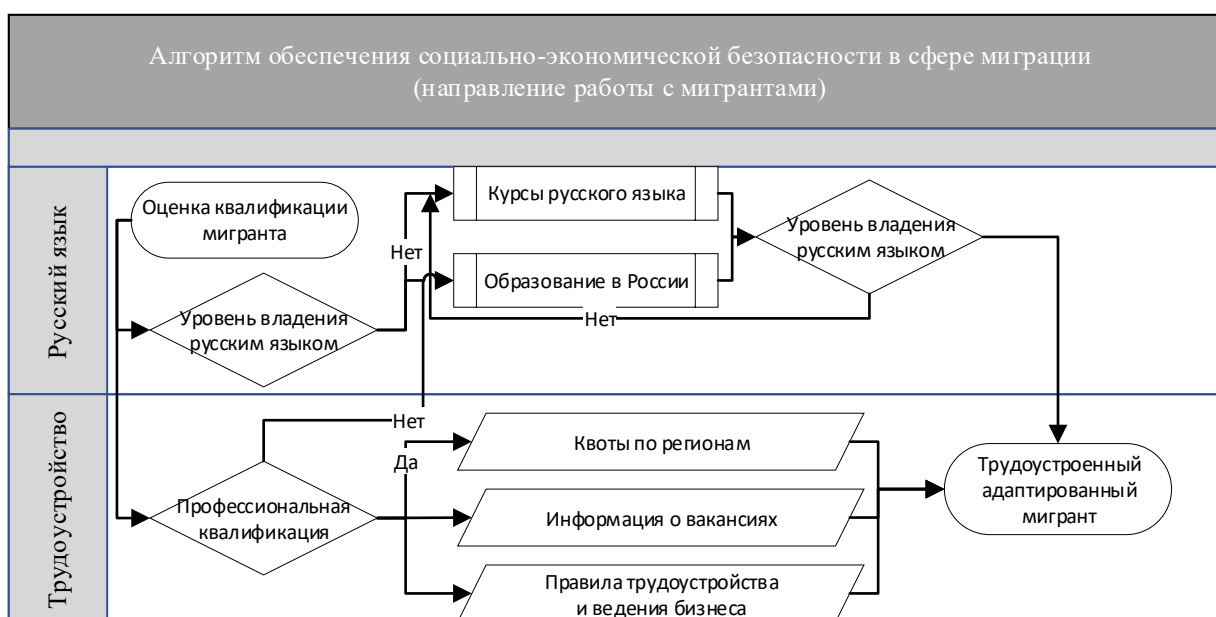 Алгоритм обеспечения социально-экономической безопасности в сфере миграции
(направление работы с мигрантами)
Русский язык
Оценка квалификации
мигранта
Уровень владения
русским языком
Нет
Курсы русского языка
Образование в России
Уровень владения
русским языком
Нет
Трудоустройство
Профессиональная
квалификация
Нет
Да
Квоты по регионам
Информация о вакансиях
Правила трудоустройства
и ведения бизнеса
Трудоустроенный
адаптированный
мигрант